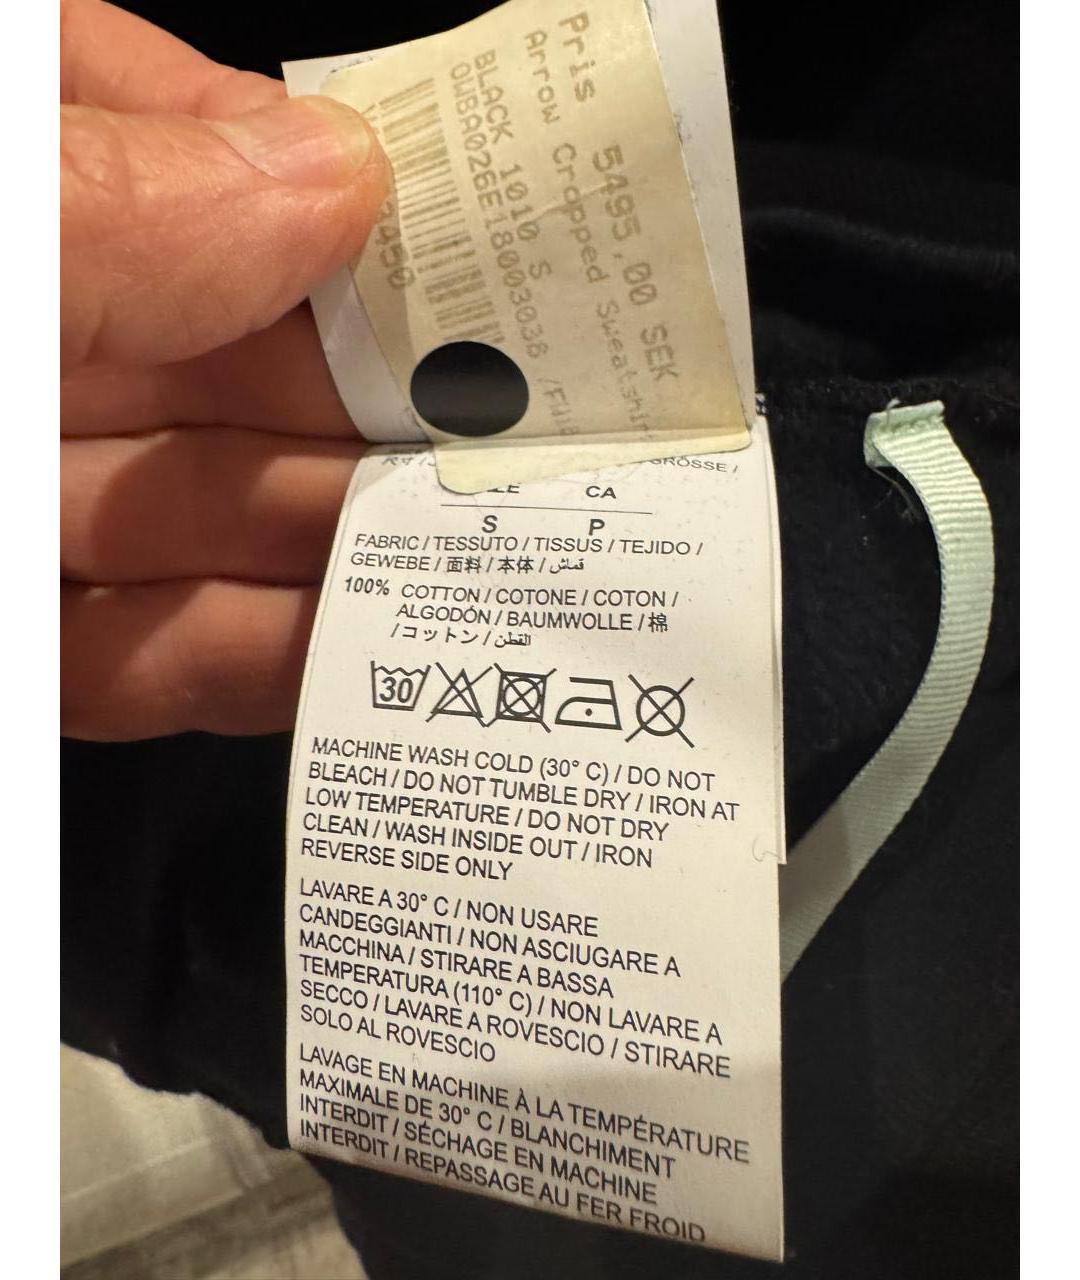 Pris 5495,00 SEK
Arrow Cropped Sweatshirt
BLACK 1010 S
OWBA026E18003038 /FW18
3450
GRÖSSE /
CA
S P
FABRIC / TESSUTO / TISSUS / TEJIDO /
GEWEBE / 面料 / 本体 / قماش
100% COTTON / COTONE / COTON /
ALGODÓN / BAUMWOLLE / 棉
/ コットン / القطن
30
MACHINE WASH COLD (30° C) / DO NOT
BLEACH / DO NOT TUMBLE DRY / IRON AT
LOW TEMPERATURE / DO NOT DRY
CLEAN / WASH INSIDE OUT / IRON
REVERSE SIDE ONLY
LAVARE A 30° C / NON USARE
CANDEGGIANTI / NON ASCIUGARE A
MACCHINA / STIRARE A BASSA
TEMPERATURA (110° C) / NON LAVARE A
SECCO / LAVARE A ROVESCIO / STIRARE
SOLO AL ROVESCIO
LAVAGE EN MACHINE À LA TEMPÉRATURE
MAXIMALE DE 30° C / BLANCHIMENT
INTERDIT / SÉCHAGE EN MACHINE
INTERDIT / REPASSAGE AU FER FROID